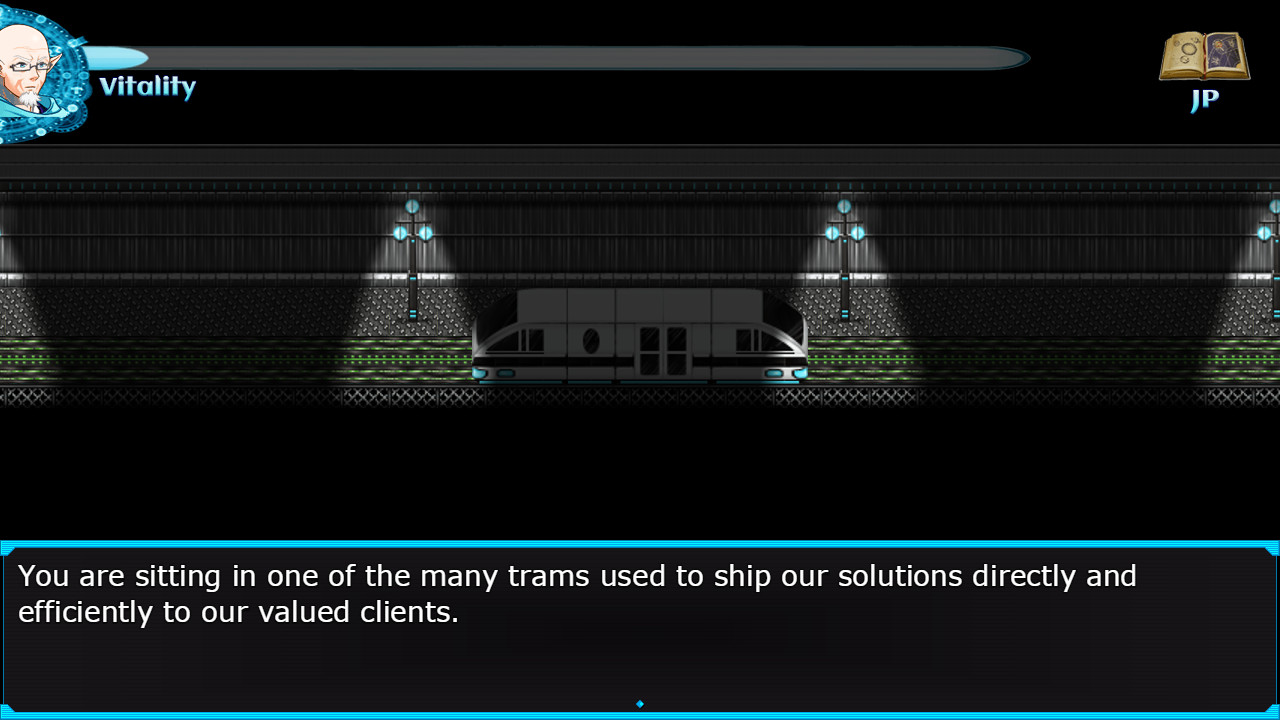 Vitality
JP
You are sitting in one of the many trams used to ship our solutions directly and
efficiently to our valued clients.